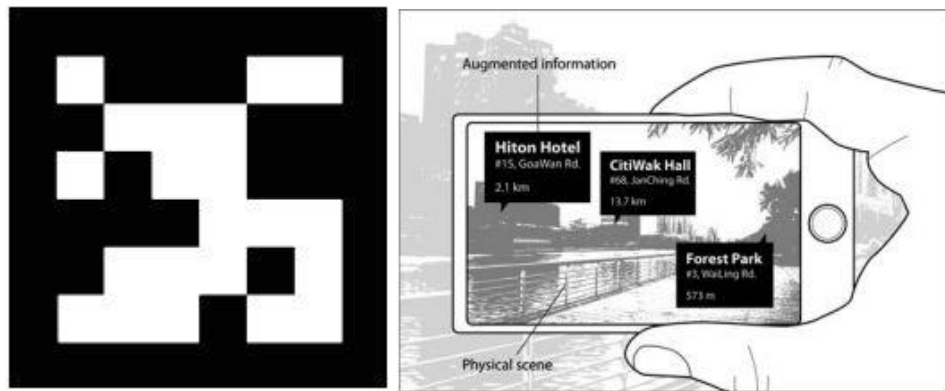 Augmented information
Hiton Hotel
#15, GoaWan Rd.
2.1 km
CitiWak Hall
#68, JanChing Rd.
13.7 km
Forest Park
#3, WaiLing Rd.
573 m
Physical scene